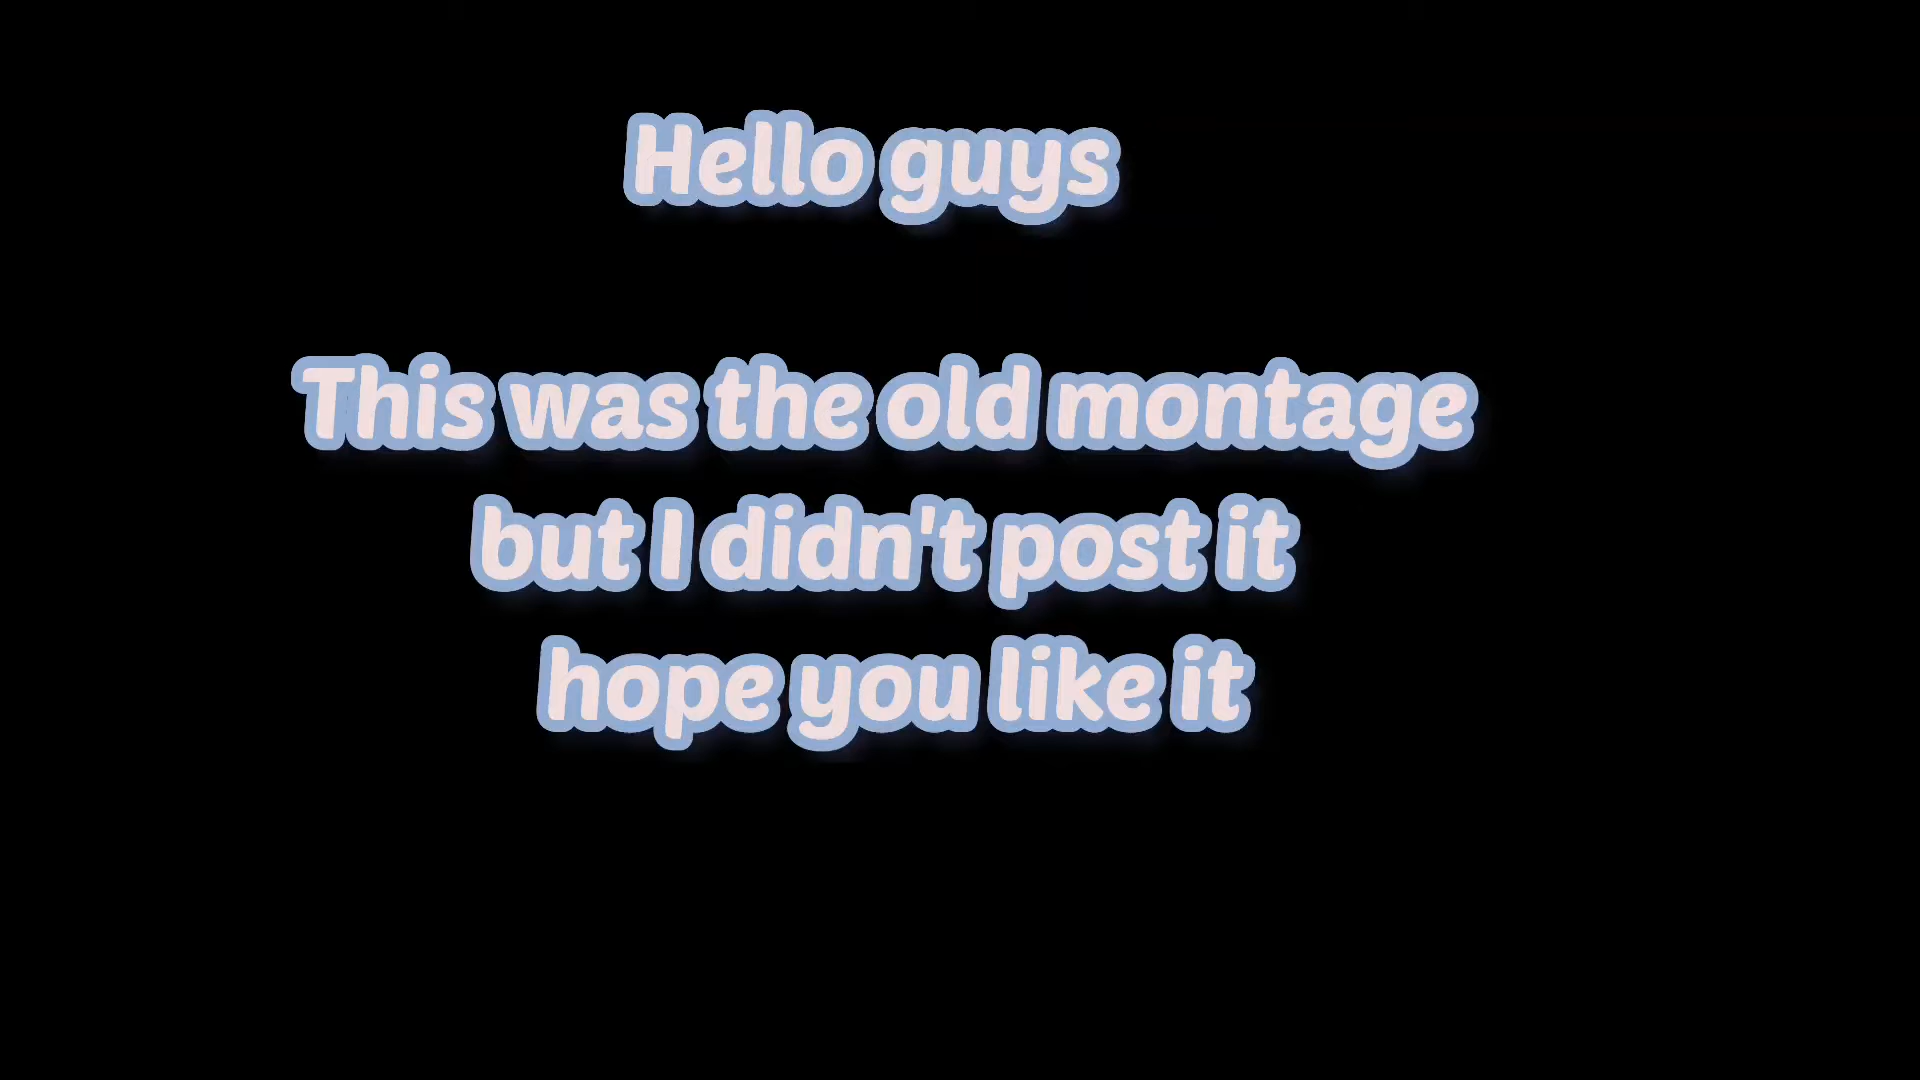 Hello guys
This was the old montage
but I didn't post it
hope you like it